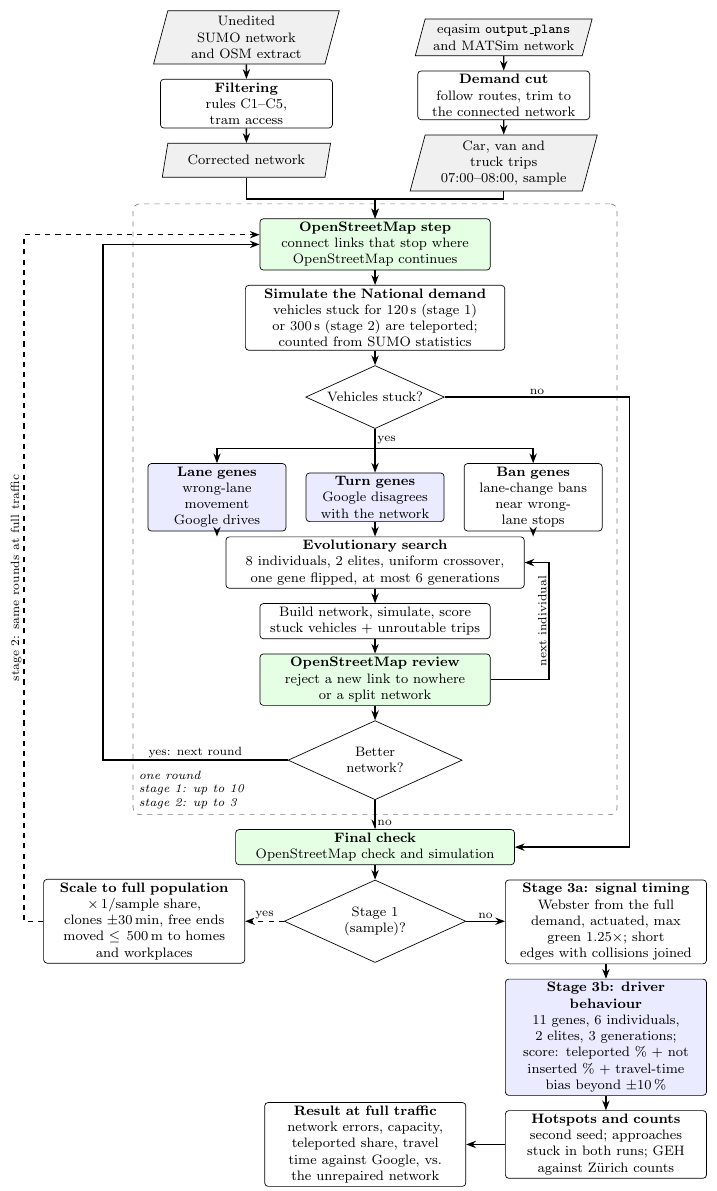 Unedited
SUMO network
and OSM extract
eqasim output_plans
and MATSim network
Filtering
rules C1–C5,
tram access
Demand cut
follow routes, trim to
the connected network
Corrected network
Car, van and
truck trips
07:00–08:00, sample
OpenStreetMap step
connect links that stop where
OpenStreetMap continues
Simulate the National demand
vehicles stuck for 120 s (stage 1)
or 300 s (stage 2) are teleported;
counted from SUMO statistics
Vehicles stuck?
no
yes
Lane genes
wrong-lane
movement
Google drives
Turn genes
Google disagrees
with the network
Ban genes
lane-change bans
near wrong-
lane stops
Evolutionary search
8 individuals, 2 elites, uniform crossover,
one gene flipped, at most 6 generations
Build network, simulate, score
stuck vehicles + unroutable trips
next individual
OpenStreetMap review
reject a new link to nowhere
or a split network
stage 2: same rounds at full traffic
Better
network?
yes: next round
one round
stage 1: up to 10
stage 2: up to 3
no
Final check
OpenStreetMap check and simulation
Scale to full population
× 1/sample share,
clones ±30 min, free ends
moved ≤ 500 m to homes
and workplaces
yes
Stage 1
(sample)?
no
Stage 3a: signal timing
Webster from the full
demand, actuated, max
green 1.25×; short
edges with collisions joined
Stage 3b: driver
behaviour
11 genes, 6 individuals,
2 elites, 3 generations;
score: teleported % + not
inserted % + travel-time
bias beyond ±10 %
Result at full traffic
network errors, capacity,
teleported share, travel
time against Google, vs.
the unrepaired network
Hotspots and counts
second seed; approaches
stuck in both runs; GEH
against Zürich counts